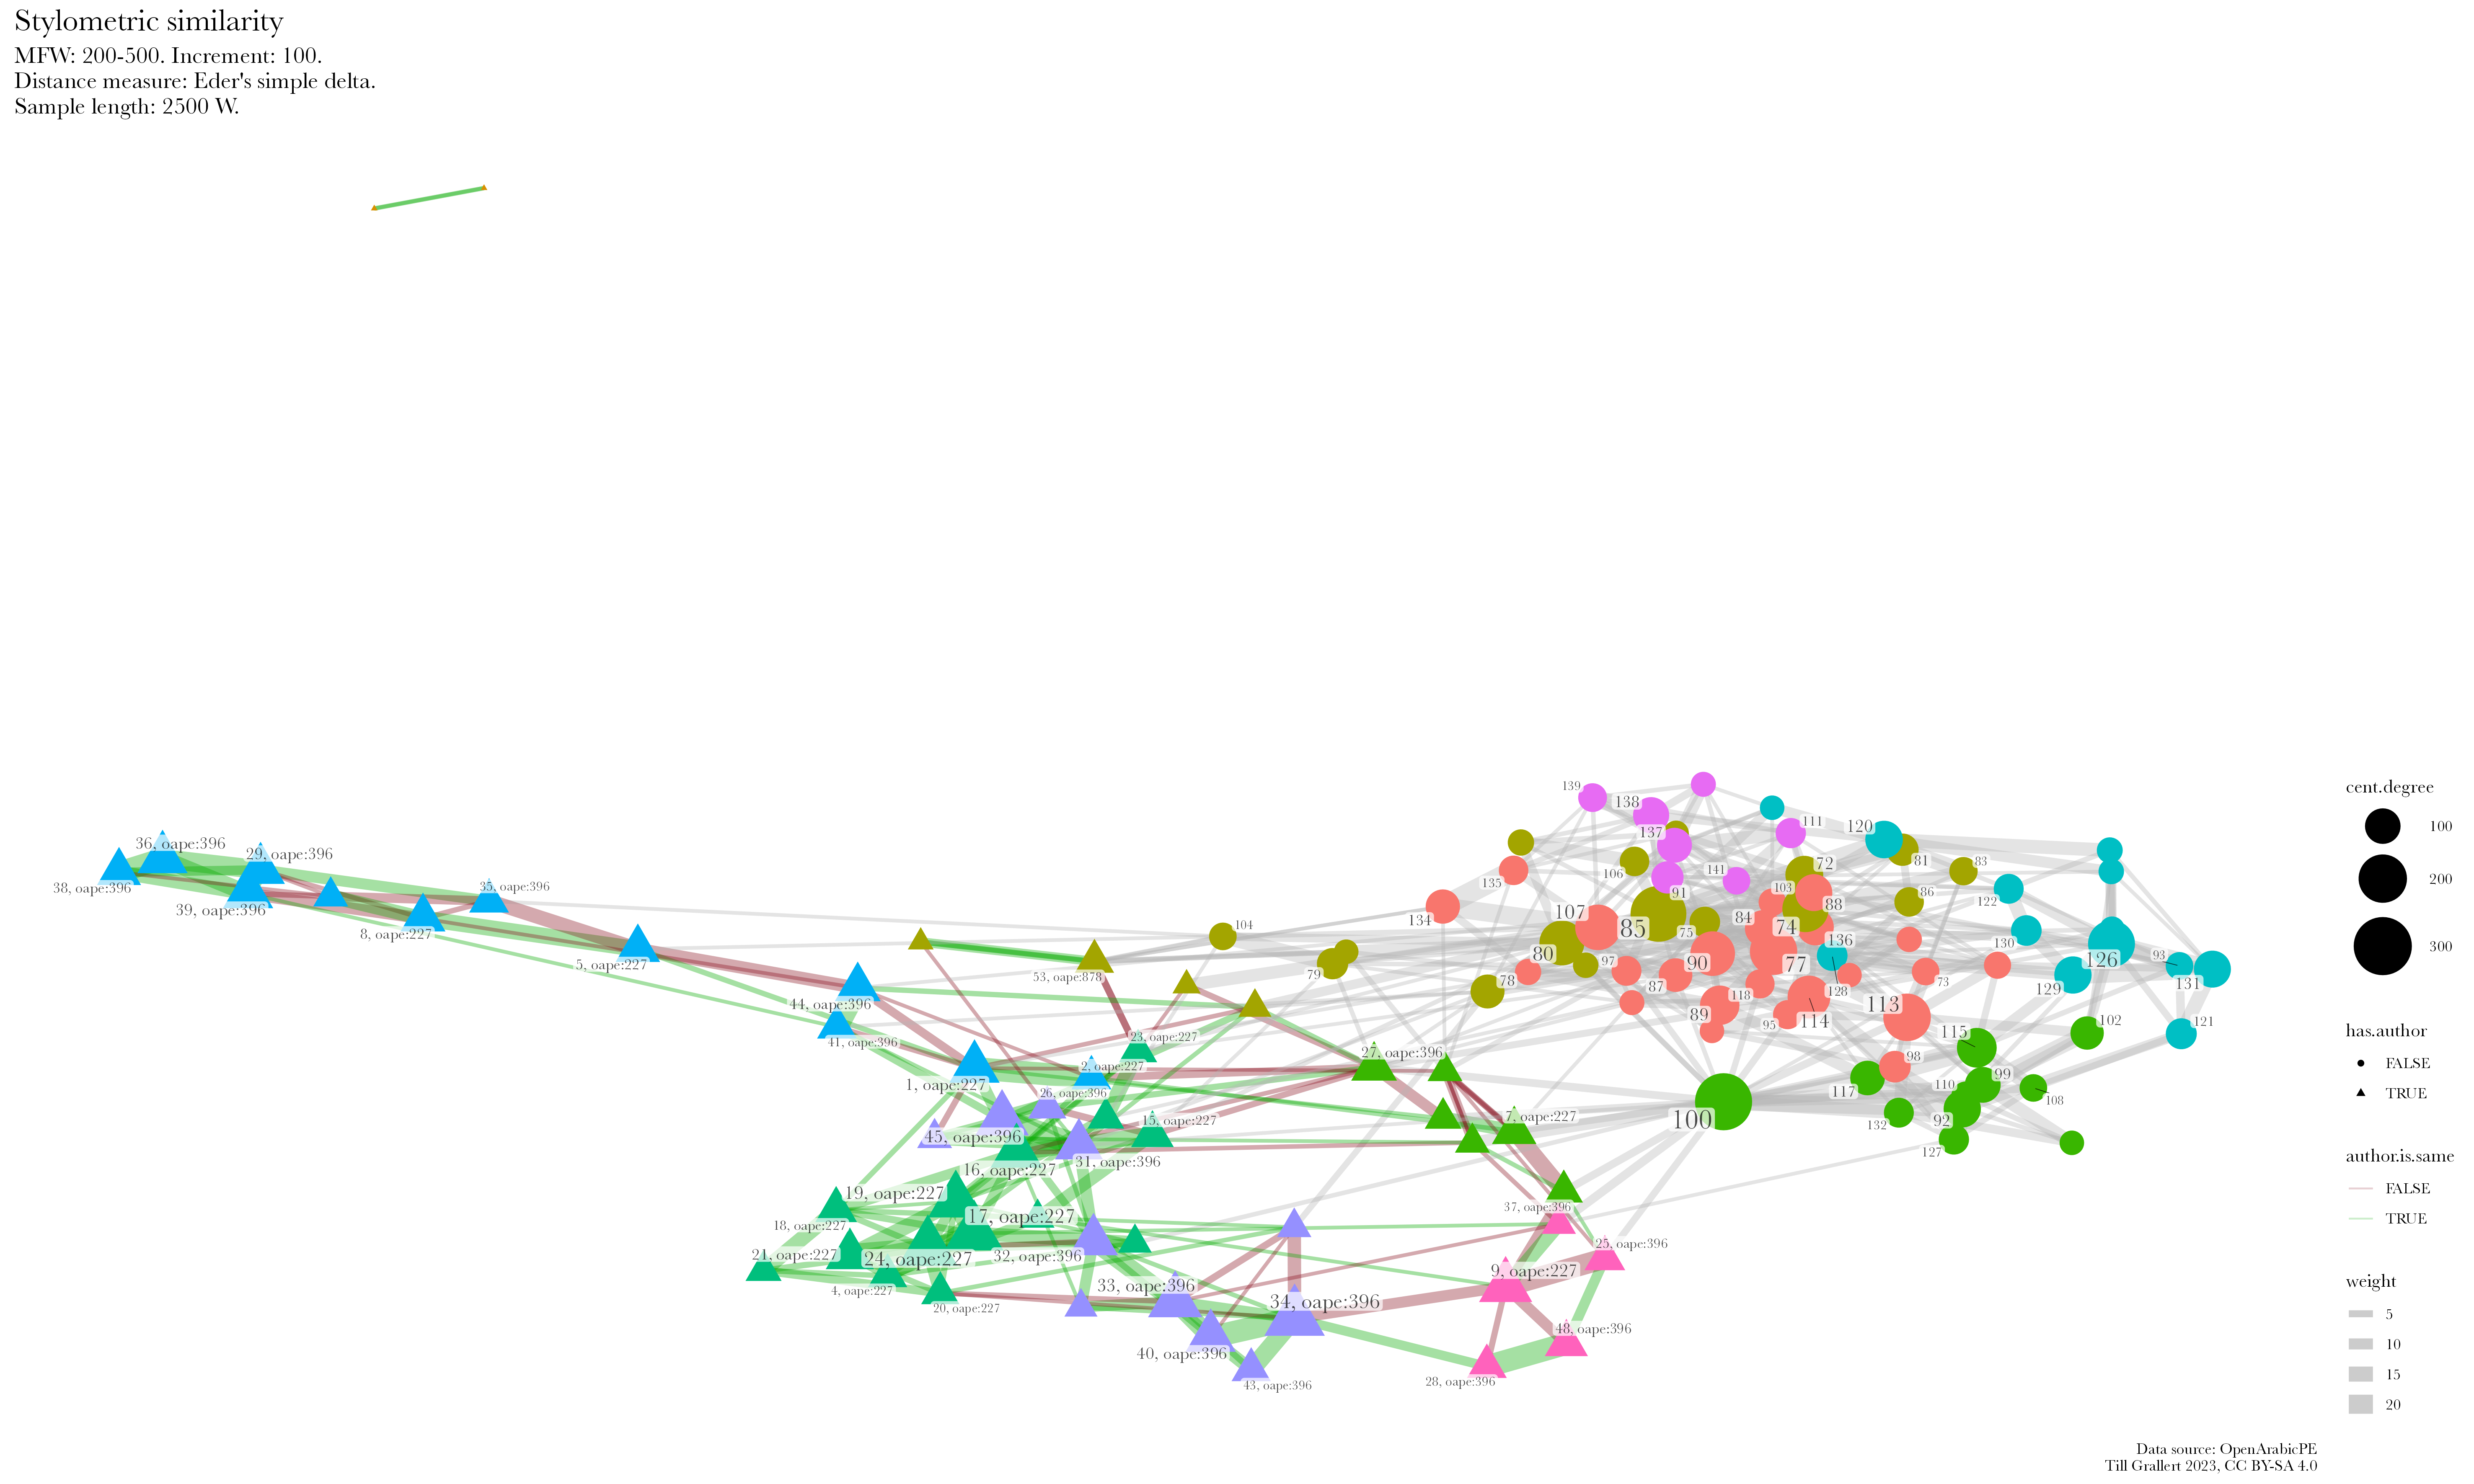 Stylometric similarity
MFW: 200-500. Increment: 100.
Distance measure: Eder's simple delta.
Sample length: 2500 W.
139
138
137
111
120
81
83
72
141
106
91
103
88
86
122
135
134
107
85
84
74
75
136
130
126
93
131
129
104
80
79
78
97
90
77
87
118
128
73
89
95
114
113
115
102
121
98
99
110
117
108
100
92
132
127
36, oape:396
29, oape:396
38, oape:396
39, oape:396
35, oape:396
8, oape:227
5, oape:227
53, oape:878
44, oape:396
41, oape:396
23, oape:227
27, oape:396
2, oape:227
1, oape:227
26, oape:396
15, oape:227
7, oape:227
45, oape:396
31, oape:396
16, oape:227
19, oape:227
37, oape:396
17, oape:227
18, oape:227
25, oape:396
21, oape:227
24, oape:227
32, oape:396
9, oape:227
33, oape:396
4, oape:227
34, oape:396
20, oape:227
48, oape:396
40, oape:396
28, oape:396
43, oape:396
cent.degree
100
200
300
has.author
FALSE
TRUE
author.is.same
FALSE
TRUE
weight
5
10
15
20
Data source: OpenArabicPE
Till Grallert 2023, CC BY-SA 4.0